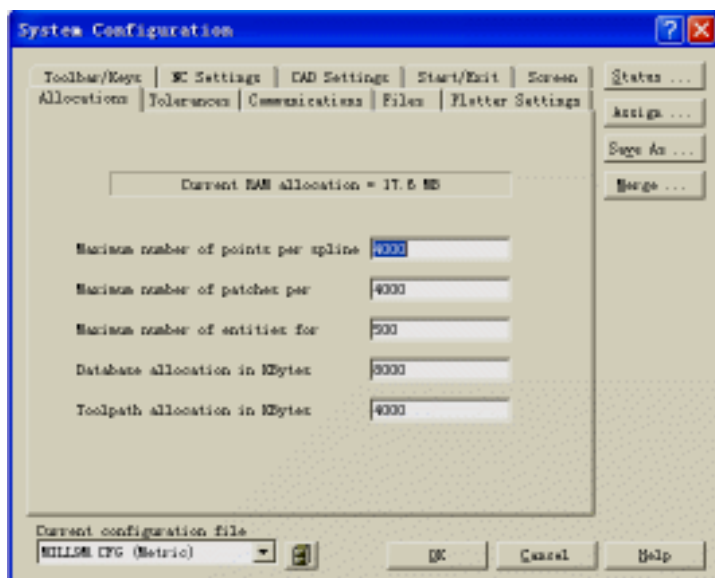 System Configuration
Toolbar/Keys NC Settings CAD Settings Start/Exit Screen
Allocations Tolerances Communications Files Plotter Settings
Status ...
Assign ...
Save As ...
Merge ...
Current RAM allocation = 17.6 MB
Maximum number of points per spline 4000
Maximum number of patches per 4000
Maximum number of entities for 500
Database allocation in KBytes 8000
Toolpath allocation in KBytes 4000
Current configuration file
(Metric)
OK Cancel Help